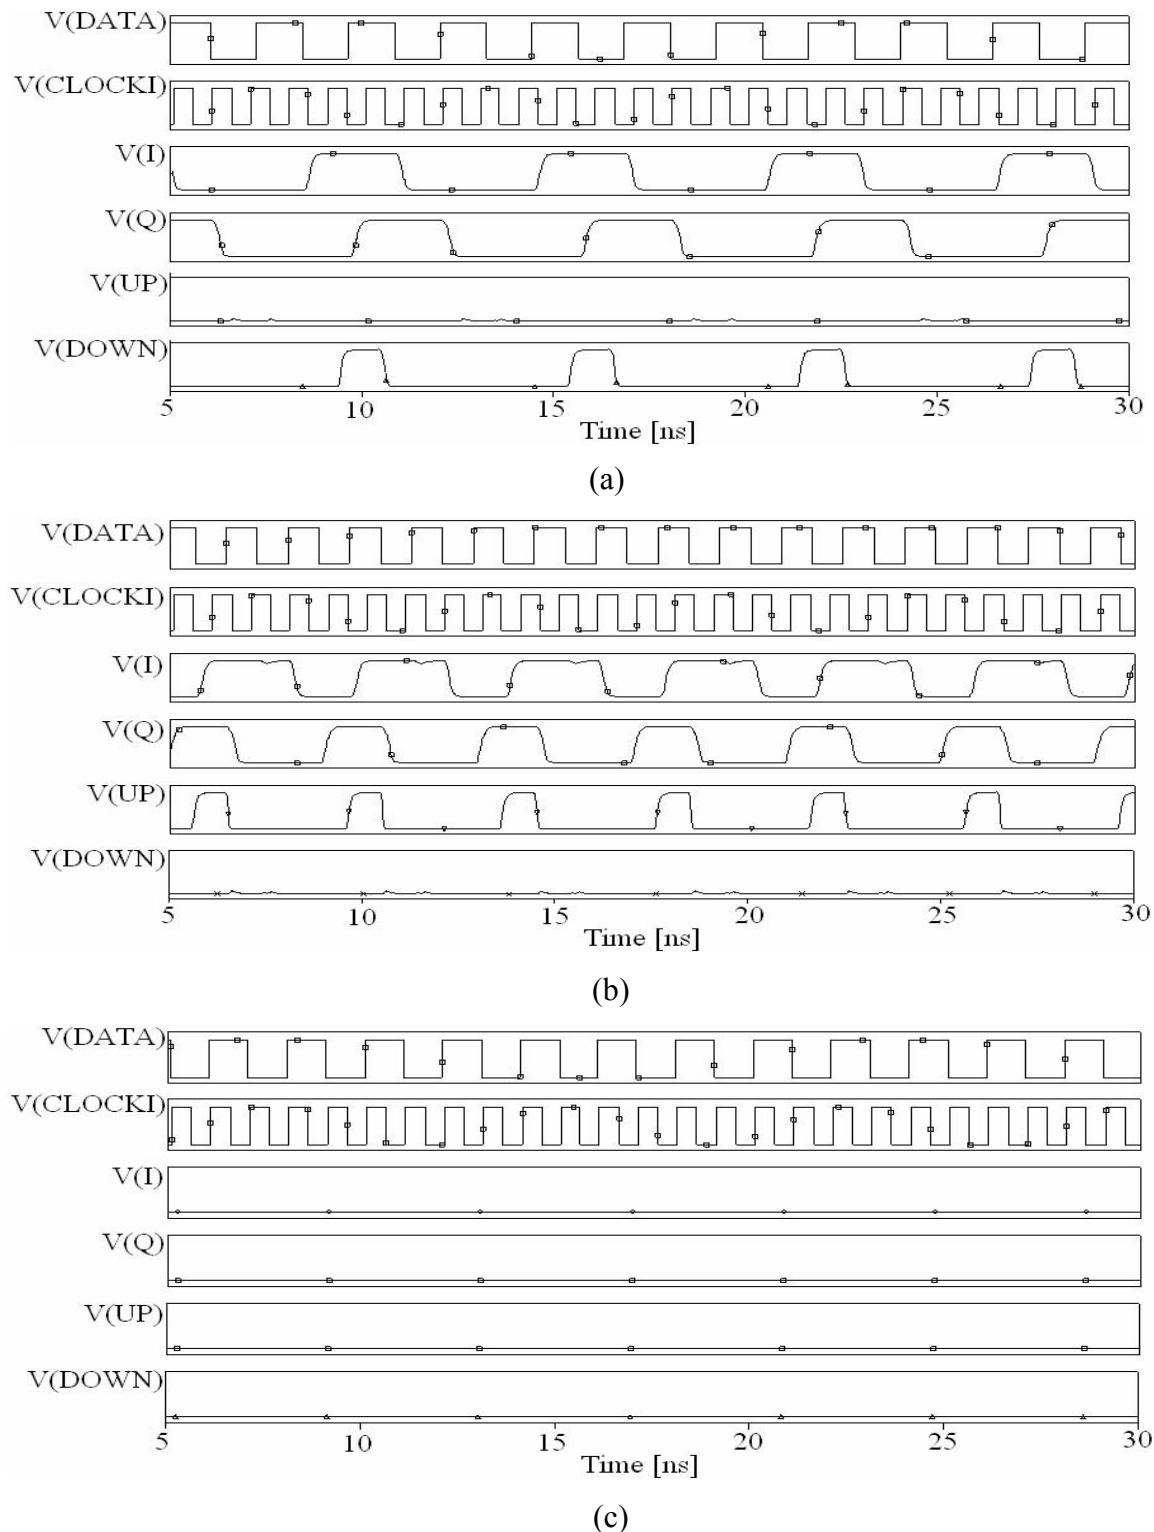 V(DATA)
V(CLOCKI)
V(I)
V(Q)
V(UP)
V(DOWN)
5 10 15 20 25 30
Time [ns]
(a)
V(DATA)
V(CLOCKI)
V(I)
V(Q)
V(UP)
V(DOWN)
5 10 15 20 25 30
Time [ns]
(b)
V(DATA)
V(CLOCKI)
V(I)
V(Q)
V(UP)
V(DOWN)
5 10 15 20 25 30
Time [ns]
(c)